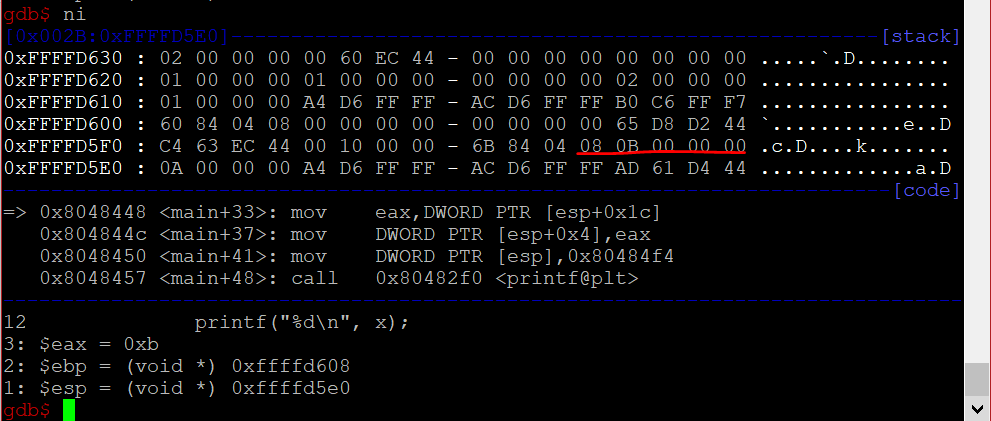 gdb$ ni
[0x002B:0xFFFFD5E0]------------------------------------------------------[stack]
0xFFFFD630 : 02 00 00 00 00 60 EC 44 - 00 00 00 00 00 00 00 00 .....`.D........
0xFFFFD620 : 01 00 00 00 01 00 00 00 - 00 00 00 00 02 00 00 00 ................
0xFFFFD610 : 01 00 00 00 A4 D6 FF FF - AC D6 FF FF B0 C6 FF F7 ................
0xFFFFD600 : 60 84 04 08 00 00 00 00 - 00 00 00 00 65 D8 D2 44 `...........e..D
0xFFFFD5F0 : C4 63 EC 44 00 10 00 00 - 6B 84 04 08 0B 00 00 00 .c.D....k.......
0xFFFFD5E0 : 0A 00 00 00 A4 D6 FF FF - AC D6 FF FF AD 61 D4 44 .............a.D
--------------------------------------------------------------------------[code]
=> 0x8048448 <main+33>: mov    eax,DWORD PTR [esp+0x1c]
0x804844c <main+37>: mov    DWORD PTR [esp+0x4],eax
0x8048450 <main+41>: mov    DWORD PTR [esp],0x80484f4
0x8048457 <main+48>: call   0x80482f0 <printf@plt>
--------------------------------------------------------------------------------
12              printf("%d\n", x);
3: $eax = 0xb
2: $ebp = (void *) 0xffffd608
1: $esp = (void *) 0xffffd5e0
gdb$